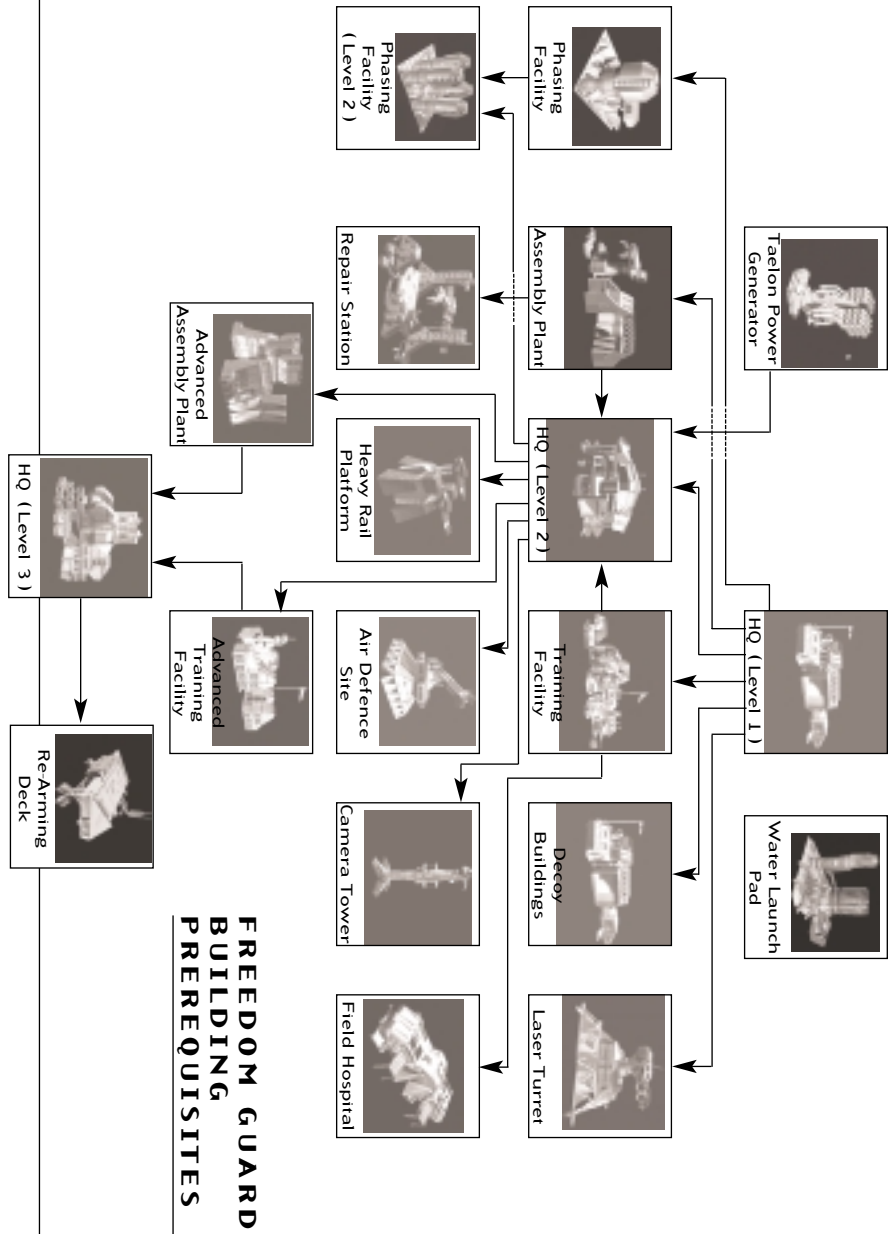 Taelon Power
Generator
HQ ( Level 1 )
Water Launch
Pad
Phasing
Facility
Assembly Plant
HQ ( Level 2 )
Training
Facility
Decoy
Buildings
Laser Turret
Phasing
Facility
( Level 2 )
Repair Station
Heavy Rail
Platform
Air Defence
Site
Camera Tower
Field Hospital
Advanced
Assembly Plant
Advanced
Training
Facility
HQ ( Level 3 )
Re-Arming
Deck
FREEDOM GUARD
BUILDING
PREREQUISITES